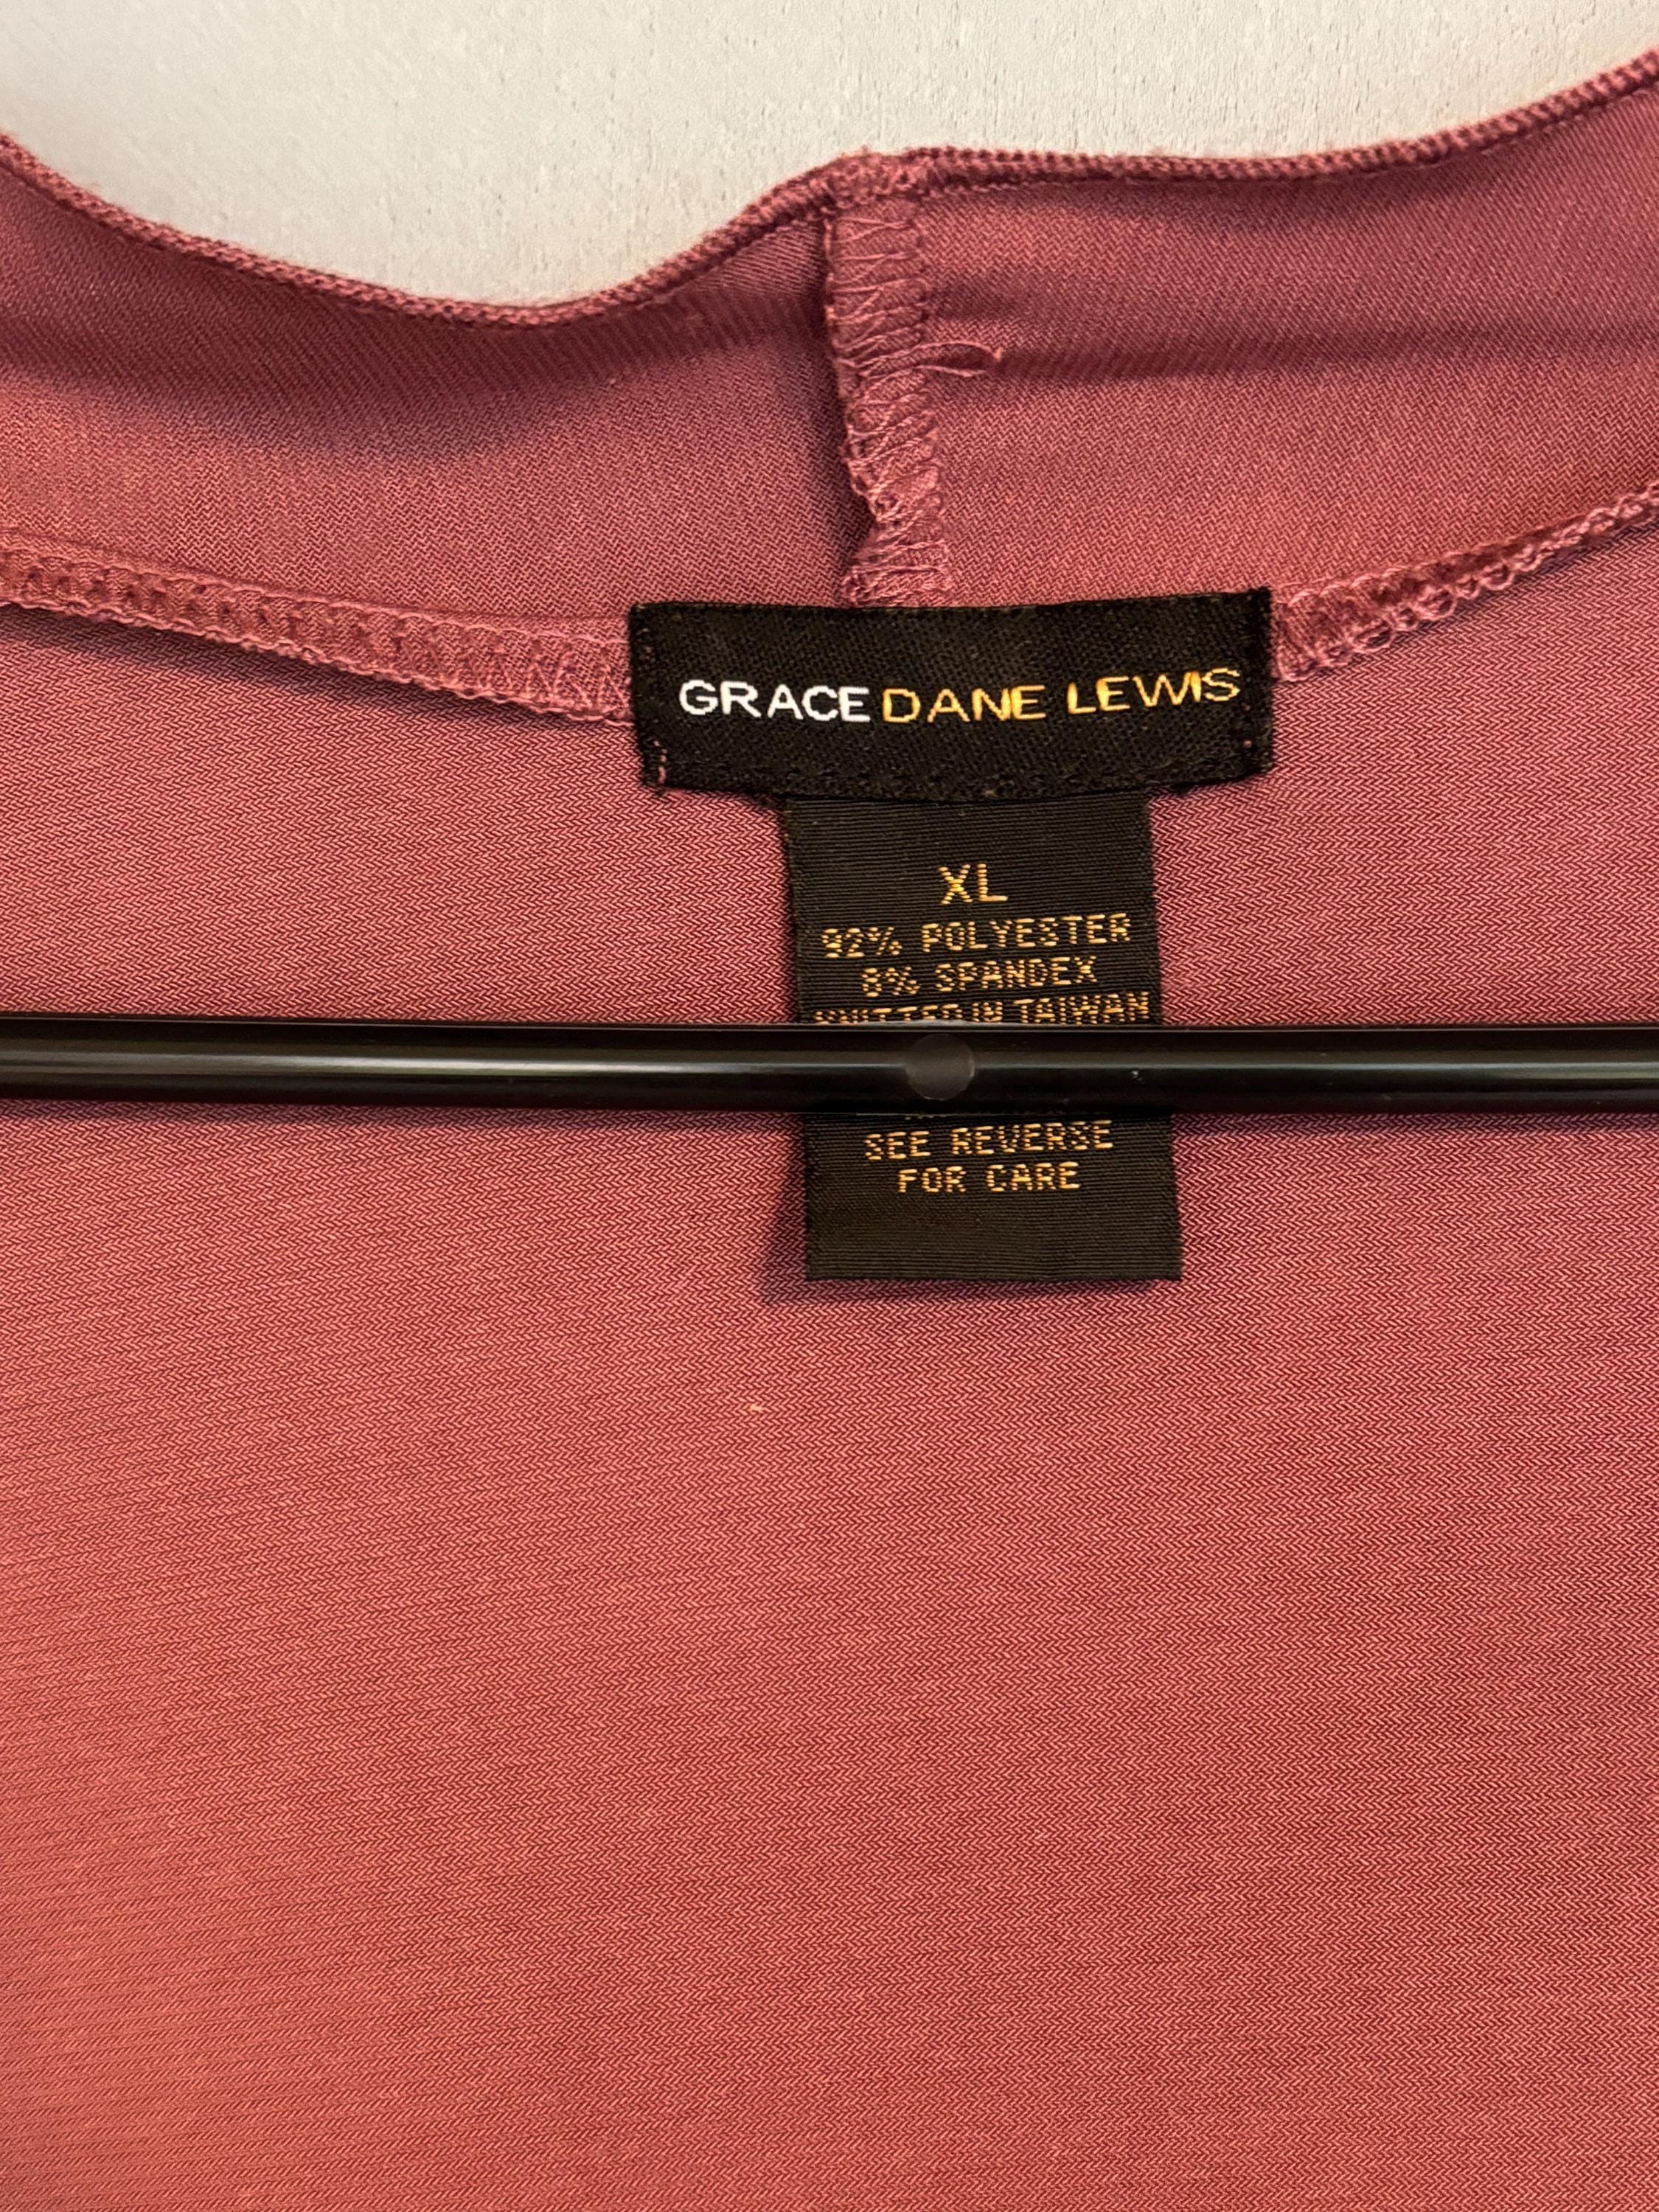 GRACE DANE LEWIS
XL
92% POLYESTER
8% SPANDEX
KNITTED IN TAIWAN
SEE REVERSE
FOR CARE